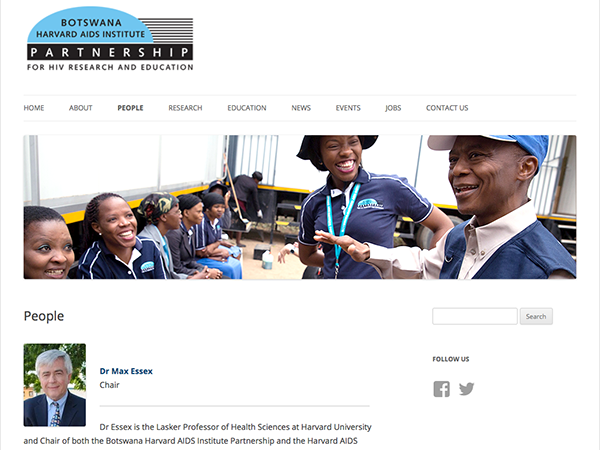 BOTSWANA
HARVARD AIDS INSTITUTE
PARTNERSHIP
FOR HIV RESEARCH AND EDUCATION
HOME ABOUT PEOPLE RESEARCH EDUCATION NEWS EVENTS JOBS CONTACT US
People
Search
Dr Max Essex
Chair
FOLLOW US
Dr Essex is the Lasker Professor of Health Sciences at Harvard University
and Chair of both the Botswana Harvard AIDS Institute Partnership and the Harvard AIDS